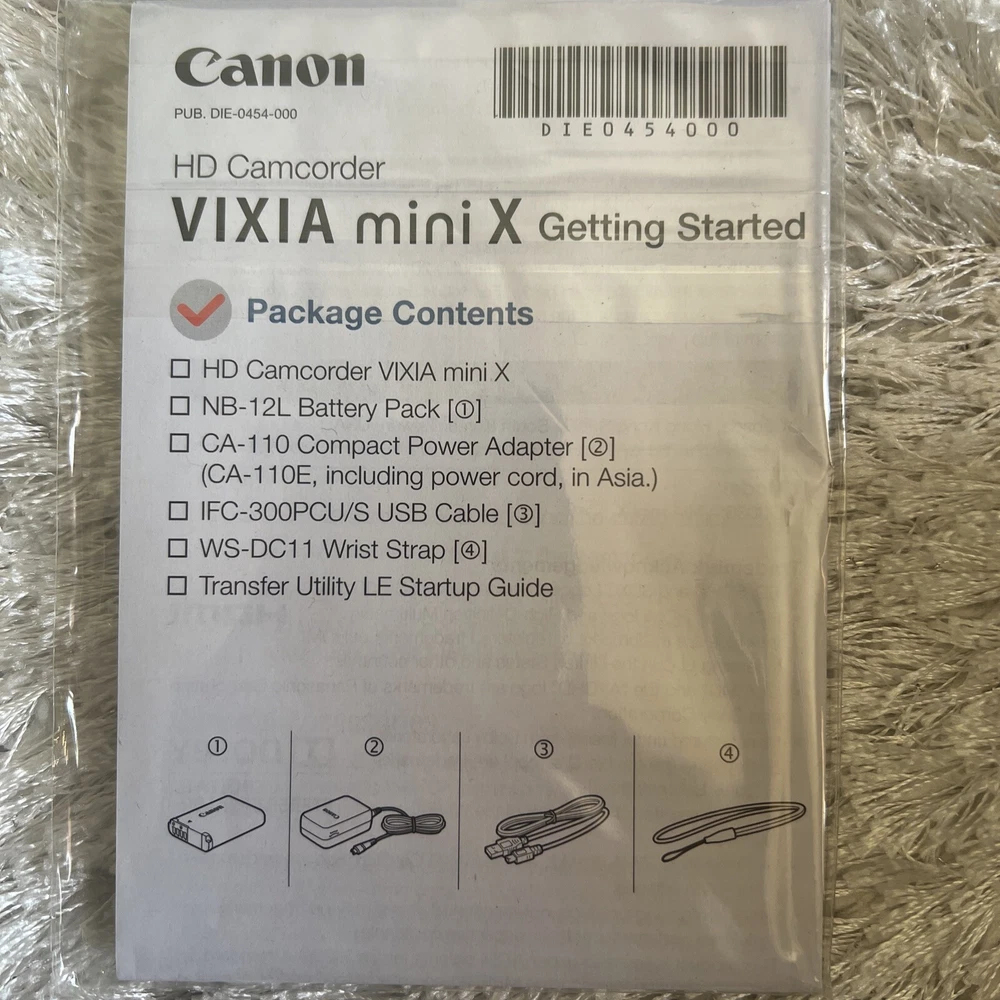 Canon
PUB. DIE-0454-000
DIE0454000
HD Camcorder
VIXIA mini X Getting Started
Package Contents
☐ HD Camcorder VIXIA mini X
☐ NB-12L Battery Pack [①]
☐ CA-110 Compact Power Adapter [②]
(CA-110E, including power cord, in Asia.)
☐ IFC-300PCU/S USB Cable [③]
☐ WS-DC11 Wrist Strap [④]
☐ Transfer Utility LE Startup Guide
① ② ③ ④
Canon
Canon